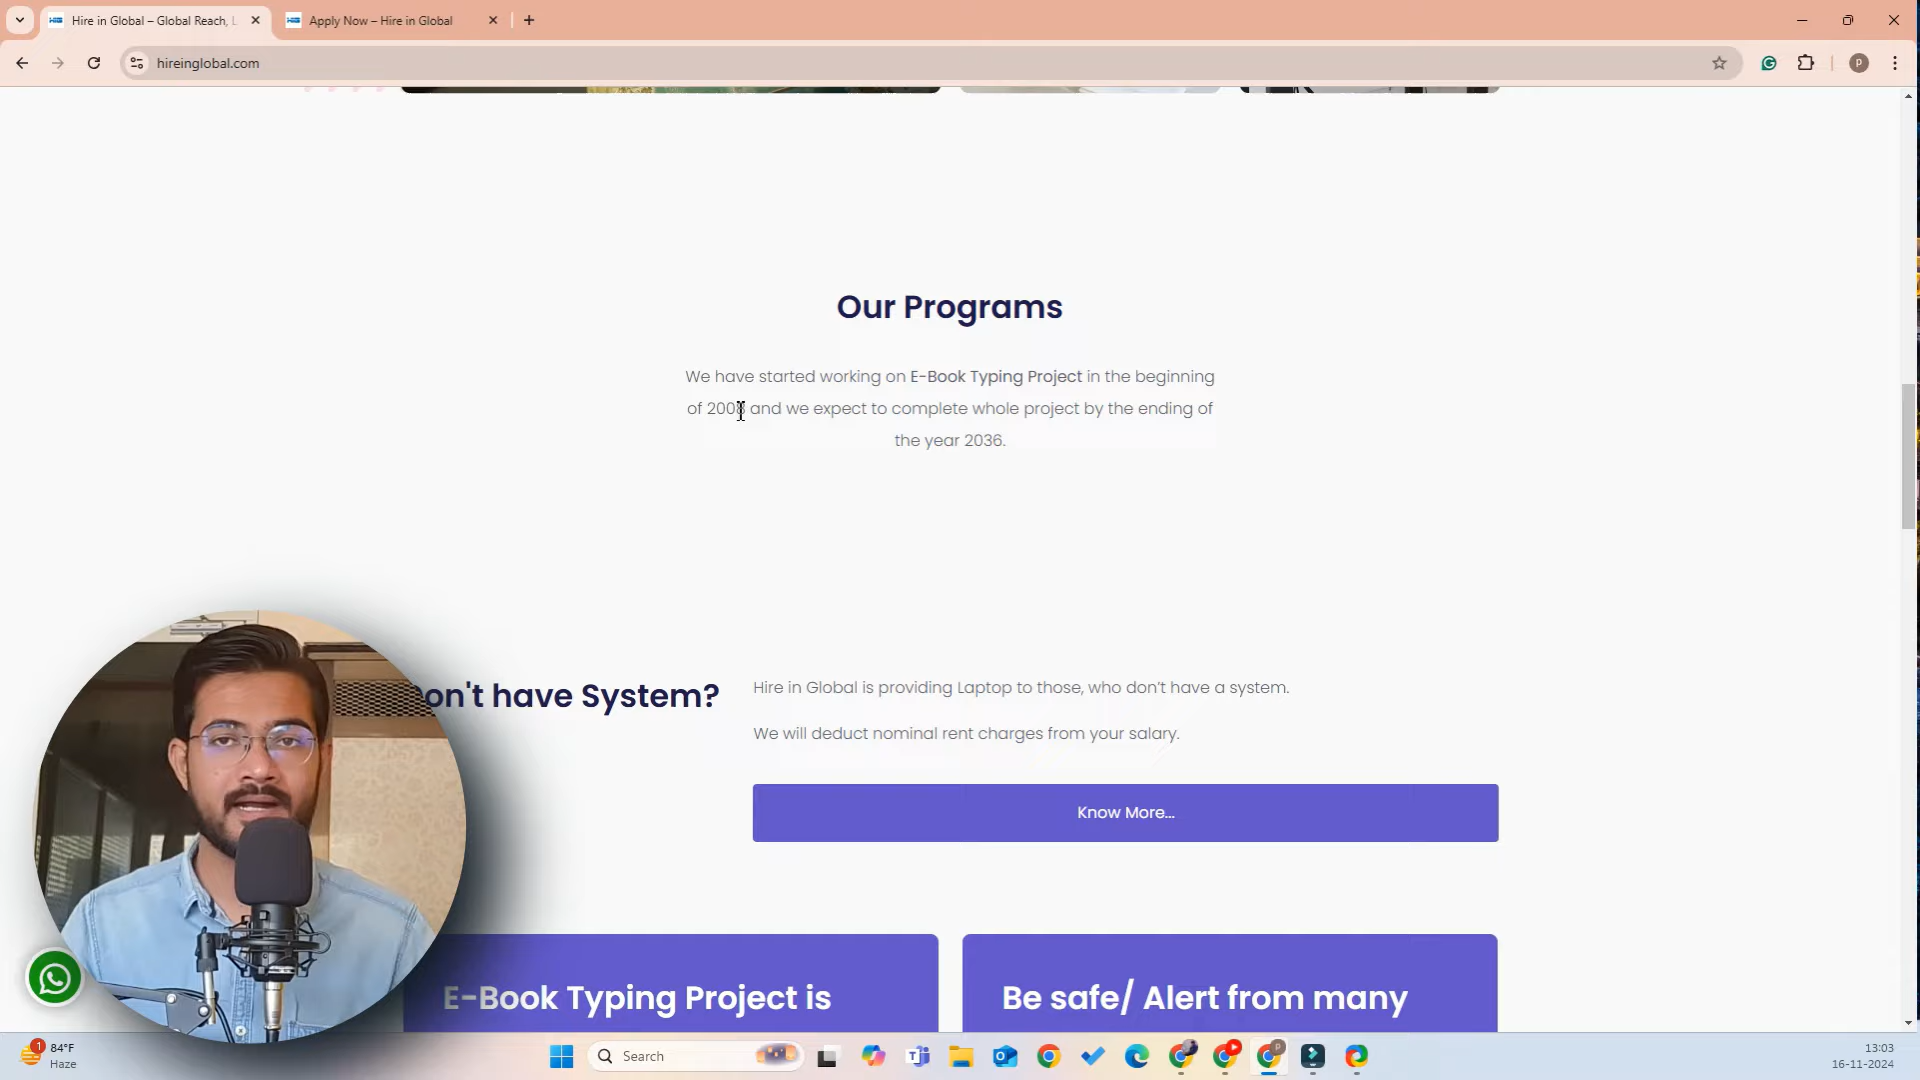 Hire in Global – Global Reach, L
Apply Now – Hire in Global
hireinglobal.com
P
Our Programs
We have started working on E-Book Typing Project in the beginning
of 2008 and we expect to complete whole project by the ending of
the year 2036.
on't have System?
Hire in Global is providing Laptop to those, who don't have a system.
We will deduct nominal rent charges from your salary.
Know More...
E-Book Typing Project is
Be safe/ Alert from many
1
84°F
Haze
Search
13:03
16-11-2024